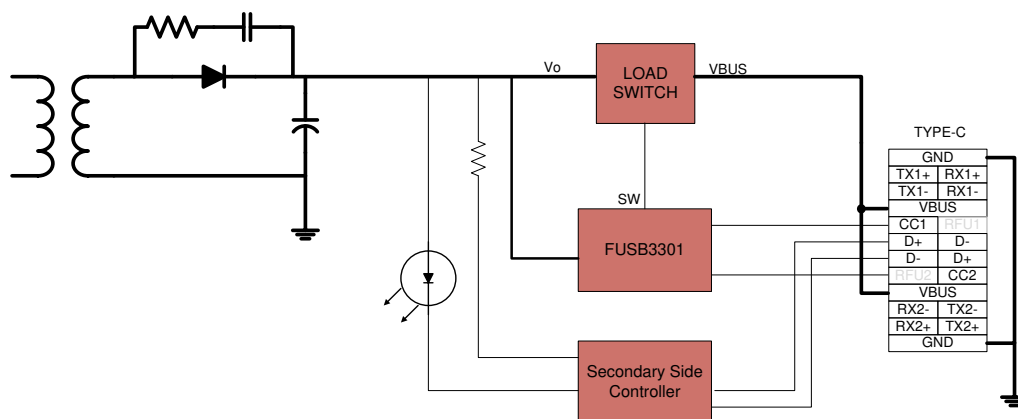 Vo
LOAD
SWITCH
VBUS
TYPE-C
GND
TX1+ RX1+
TX1- RX1-
VBUS
SW
CC1 RFU1
FUSB3301
D+ D-
D- D+
RFU2 CC2
VBUS
RX2- TX2-
RX2+ TX2+
GND
Secondary Side
Controller